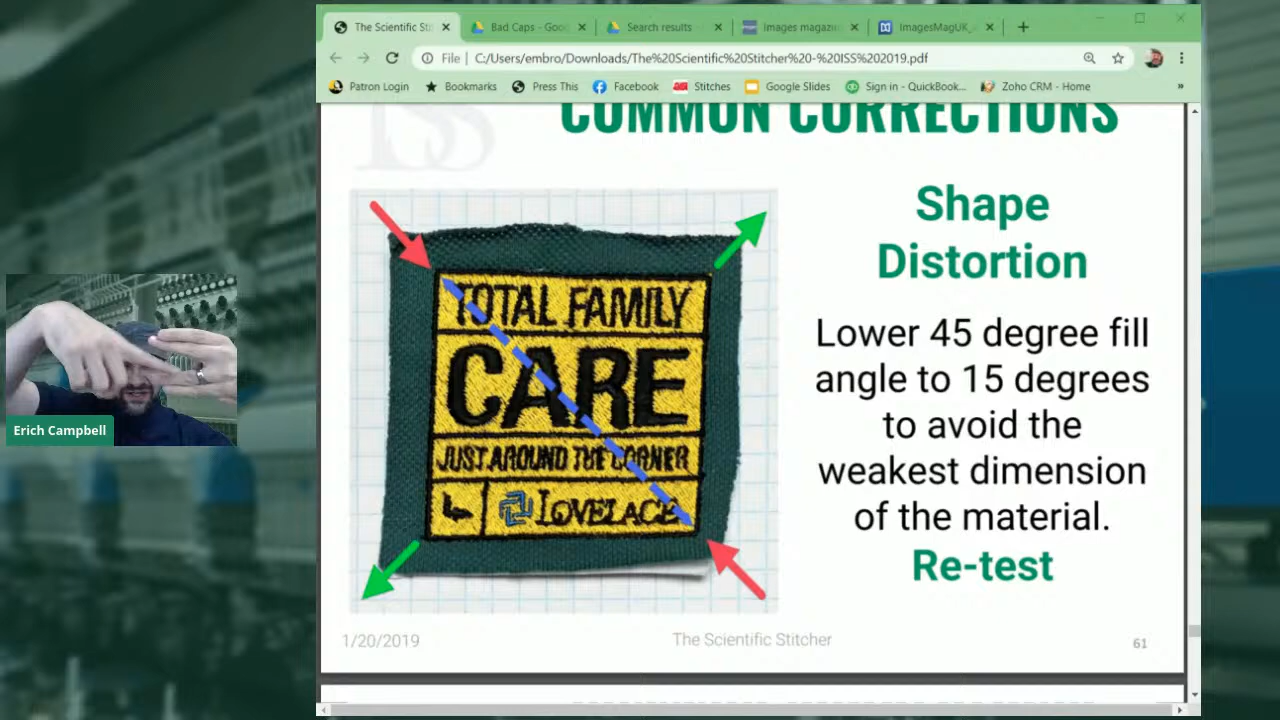 The Scientific Sti
Bad Caps - Goo
Search results -
Images magazin
ImagesMagUK_
File | C:/Users/embro/Downloads/The%20Scientific%20Stitcher%20-%20ISS%202019.pdf
Patron Login
Bookmarks
Press This
Facebook
Stitches
Google Slides
Sign in - QuickBook...
Zoho CRM - Home
»
ISS
COMMON CORRECTIONS
TOTAL FAMILY
CARE
JUST AROUND THE CORNER
LOVELACE
Shape
Distortion
Lower 45 degree fill
angle to 15 degrees
to avoid the
weakest dimension
of the material.
Re-test
Erich Campbell
1/20/2019
The Scientific Stitcher
61